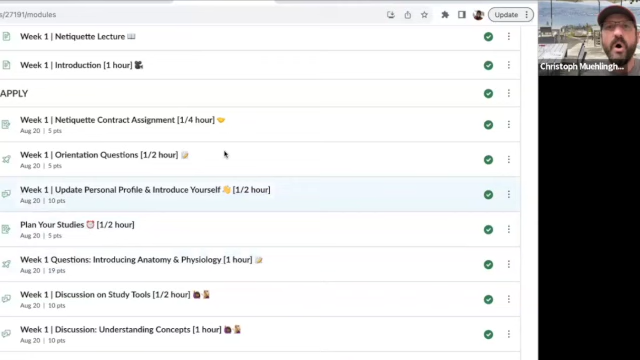 s/27191/modules
Update
Week 1 | Netiquette Lecture 📖
Week 1 | Introduction [1 hour] 📽
APPLY
Week 1 | Netiquette Contract Assignment [1/4 hour] 🤝
Aug 20 | 5 pts
Week 1 | Orientation Questions [1/2 hour] 📝
Aug 20 | 5 pts
Week 1 | Update Personal Profile & Introduce Yourself 👋 [1/2 hour]
Aug 20 | 10 pts
Plan Your Studies ⏰ [1/2 hour]
Aug 20 | 5 pts
Week 1 Questions: Introducing Anatomy & Physiology [1 hour] 📝
Aug 20 | 19 pts
Week 1 | Discussion on Study Tools [1/2 hour]
Aug 20 | 10 pts
Week 1 | Discussion: Understanding Concepts [1 hour]
Aug 20 | 10 pts
Christoph Muehlingh...